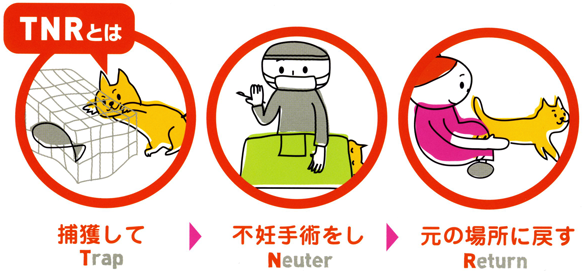 TNRとは
捕獲して
Trap
不妊手術をし
Neuter
元の場所に戻す
Return